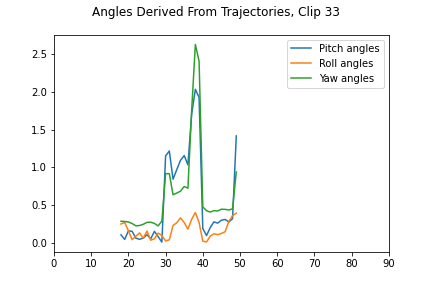 Angles Derived From Trajectories, Clip 33
Pitch angles
Roll angles
Yaw angles
2.5
2.0
1.5
1.0
0.5
0.0
0 10 20 30 40 50 60 70 80 90